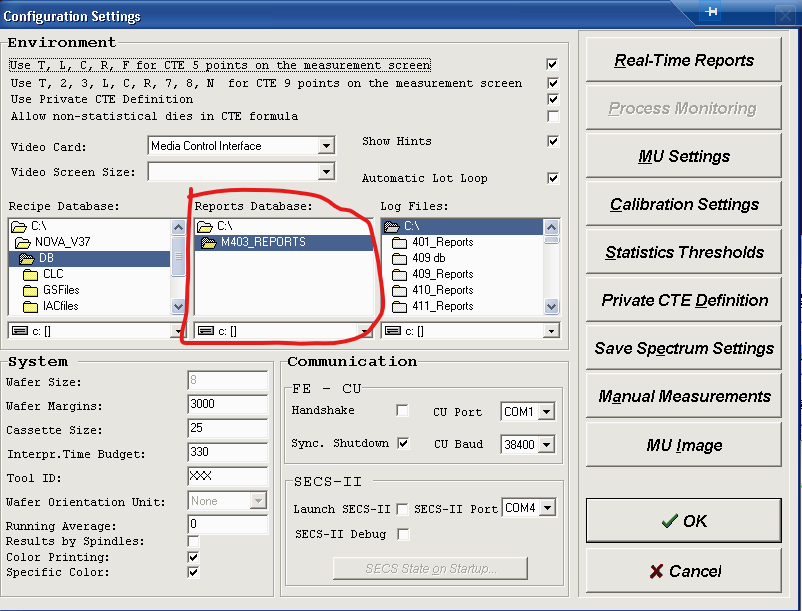 Configuration Settings
Environment
Use T, L, C, R, F for CTE 5 points on the measurement screen
Use T, 2, 3, L, C, R, 7, 8, N for CTE 9 points on the measurement screen
Use Private CTE Definition
Allow non-statistical dies in CTE formula
Video Card: Media Control Interface
Show Hints
Video Screen Size:
Automatic Lot Loop
Recipe Database:
C:\
NOVA_V37
DB
CLC
GSFiles
IACfiles
c: []
Reports Database:
C:\
M403_REPORTS
c: []
Log Files:
C:\
401_Reports
409 db
409_Reports
410_Reports
411_Reports
c: []
System
Wafer Size: 8
Wafer Margins: 3000
Cassette Size: 25
Interpr.Time Budget: 330
Tool ID: XXX
Wafer Orientation Unit: None
Running Average: 0
Results by Spindles:
Color Printing:
Specific Color:
Communication
FE - CU
Handshake CU Port COM1
Sync. Shutdown CU Baud 38400
SECS-II
Launch SECS-II SECS-II Port COM4
SECS-II Debug
SECS State on Startup...
Real-Time Reports
Process Monitoring
MU Settings
Calibration Settings
Statistics Thresholds
Private CTE Definition
Save Spectrum Settings
Manual Measurements
MU Image
OK
Cancel